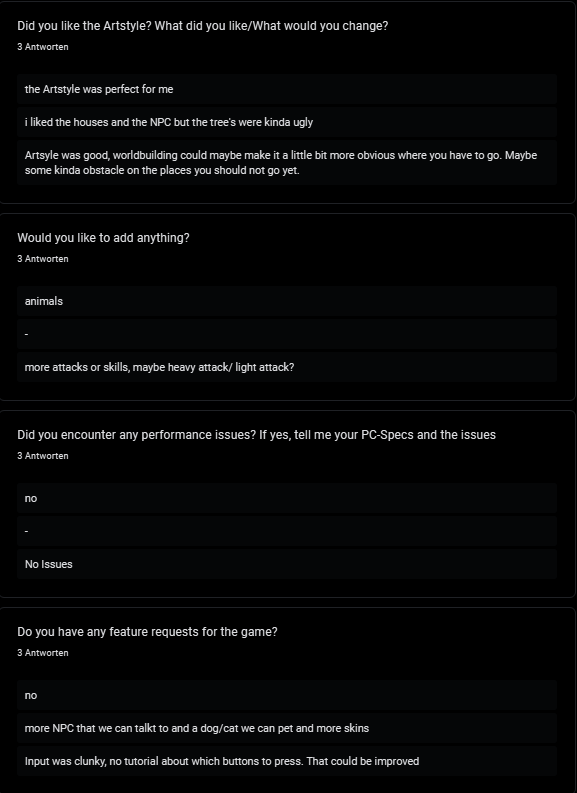 Did you like the Artstyle? What did you like/What would you change?
3 Antworten
the Artstyle was perfect for me
i liked the houses and the NPC but the tree's were kinda ugly
Artsyle was good, worldbuilding could maybe make it a little bit more obvious where you have to go. Maybe
some kinda obstacle on the places you should not go yet.
Would you like to add anything?
3 Antworten
animals
-
more attacks or skills, maybe heavy attack/ light attack?
Did you encounter any performance issues? If yes, tell me your PC-Specs and the issues
3 Antworten
no
-
No Issues
Do you have any feature requests for the game?
3 Antworten
no
more NPC that we can talkt to and a dog/cat we can pet and more skins
Input was clunky, no tutorial about which buttons to press. That could be improved